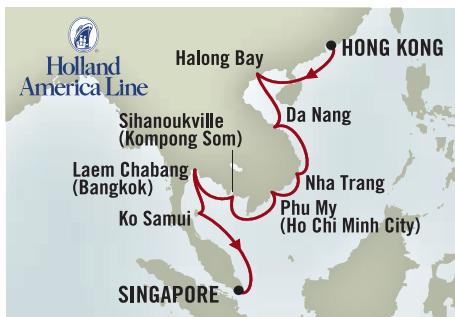 Holland
America Line
HONG KONG
Halong Bay
Da Nang
Sihanoukville
(Kompong Som)
Laem Chabang
(Bangkok)
Nha Trang
Phu My
(Ho Chi Minh City)
Ko Samui
SINGAPORE